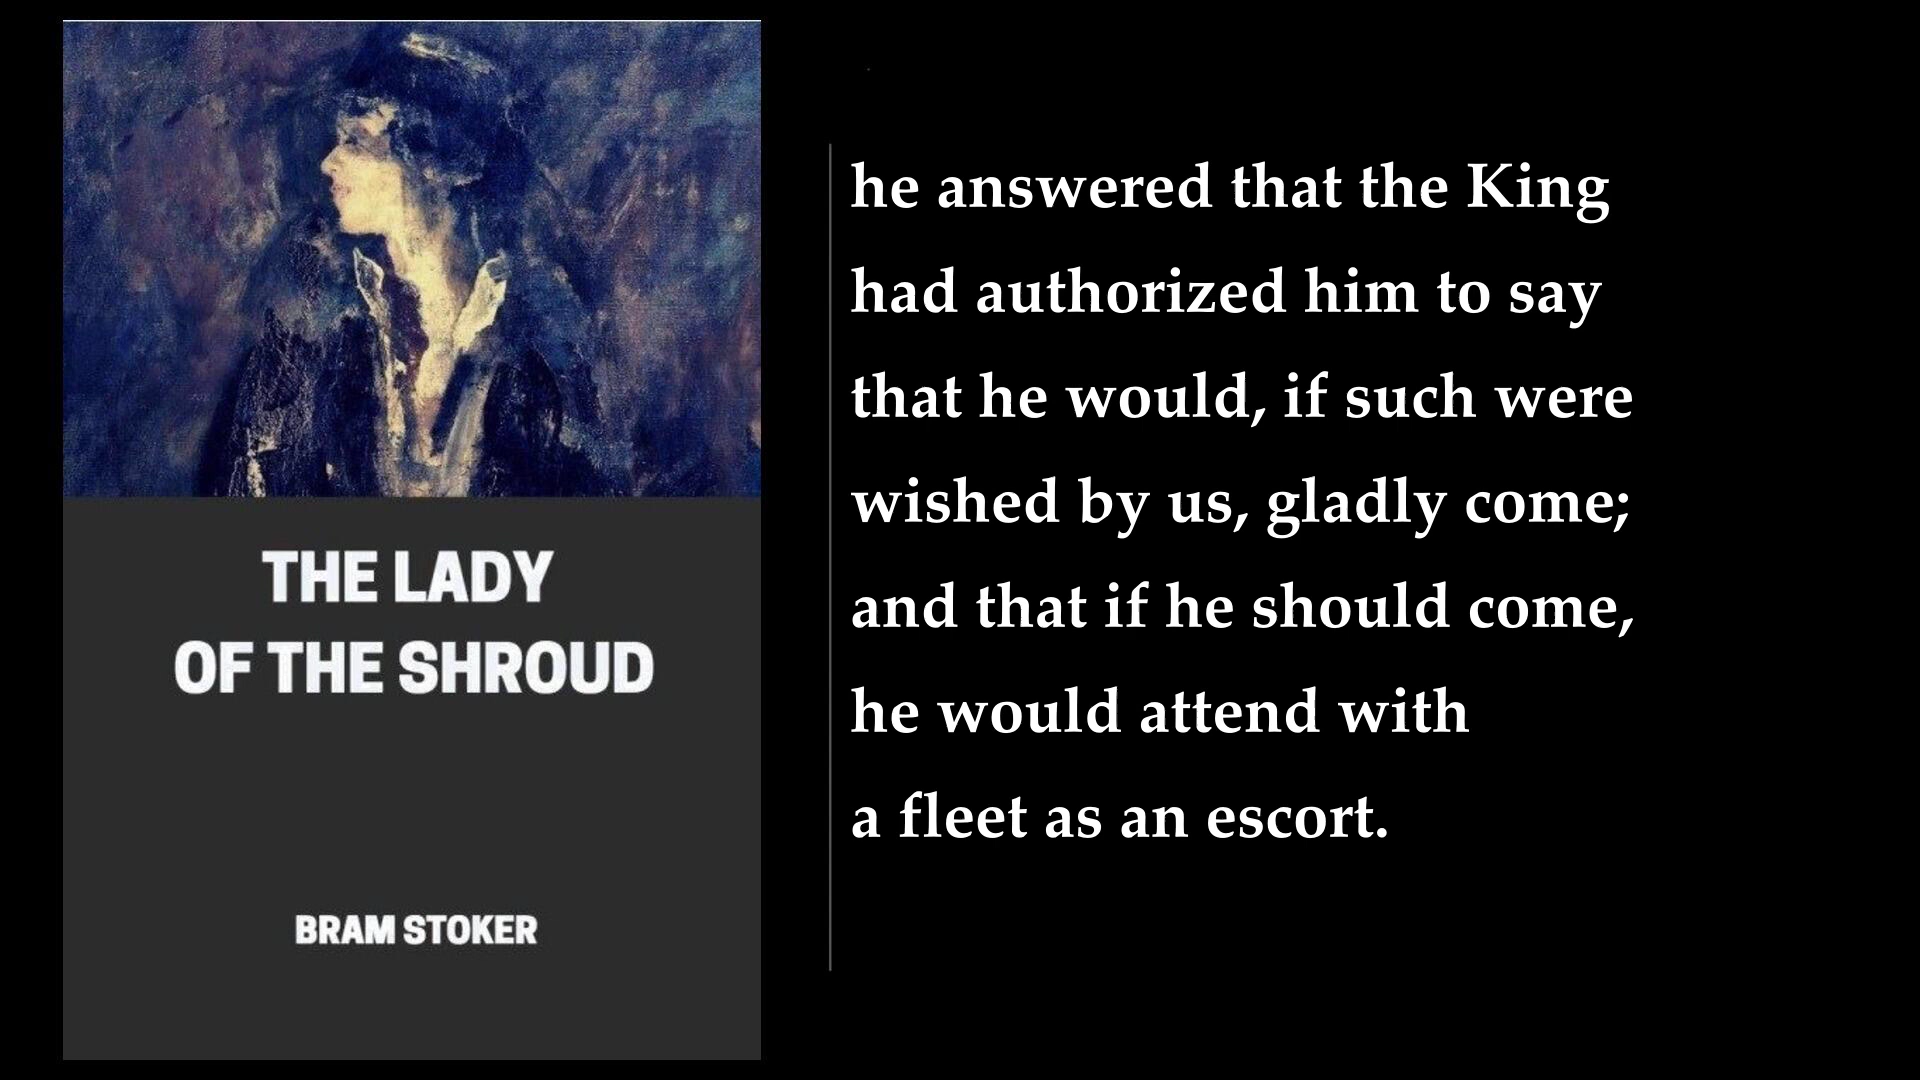 THE LADY
OF THE SHROUD
BRAM STOKER
he answered that the King
had authorized him to say
that he would, if such were
wished by us, gladly come;
and that if he should come,
he would attend with
a fleet as an escort.